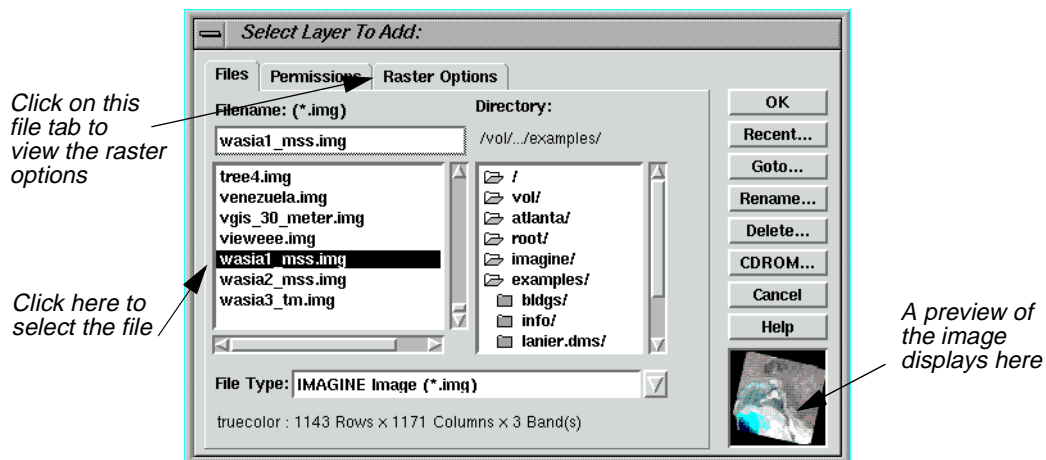 Select Layer To Add:
Files Permissions Raster Options
Click on this
file tab to
view the raster
options
Filename: (*.img)
wasia1_mss.img
tree4.img
venezuela.img
vgis_30_meter.img
vieweee.img
wasia1_mss.img
wasia2_mss.img
wasia3_tm.img
Click here to
select the file
Directory:
/vol/.../examples/
/
vol/
atlanta/
root/
imagine/
examples/
bldgs/
info/
lanier.dms/
File Type: IMAGINE Image (*.img)
truecolor : 1143 Rows x 1171 Columns x 3 Band(s)
OK
Recent...
Goto...
Rename...
Delete...
CDROM...
Cancel
Help
A preview of
the image
displays here